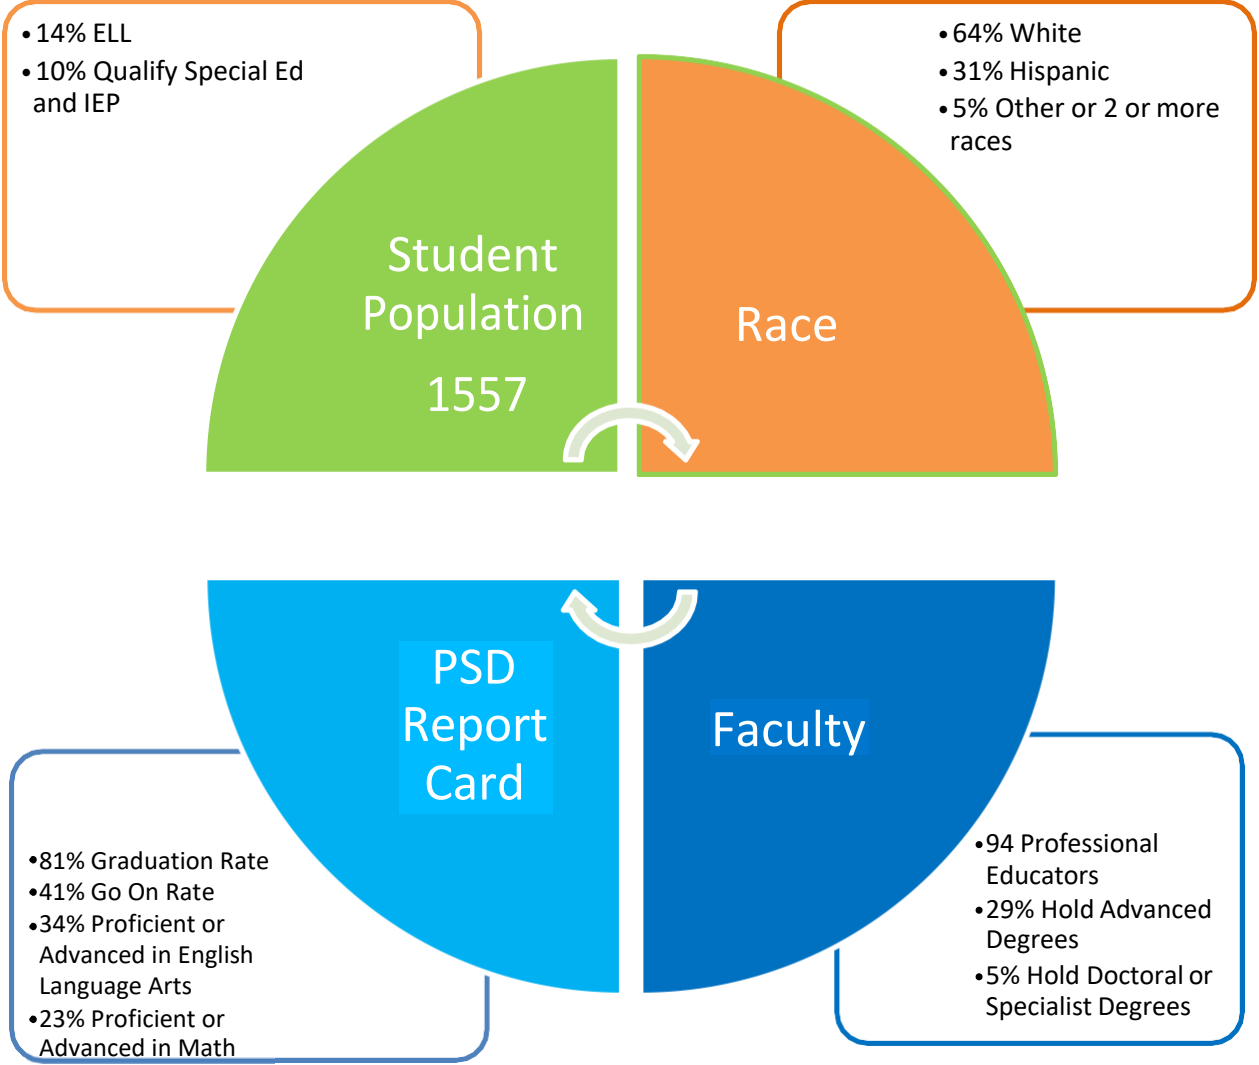 • 14% ELL
• 10% Qualify Special Ed
and IEP
• 64% White
• 31% Hispanic
• 5% Other or 2 or more
races
Student
Population
1557
Race
PSD
Report
Card
Faculty
•81% Graduation Rate
•41% Go On Rate
•34% Proficient or
Advanced in English
Language Arts
•23% Proficient or
Advanced in Math
•94 Professional
Educators
•29% Hold Advanced
Degrees
•5% Hold Doctoral or
Specialist Degrees